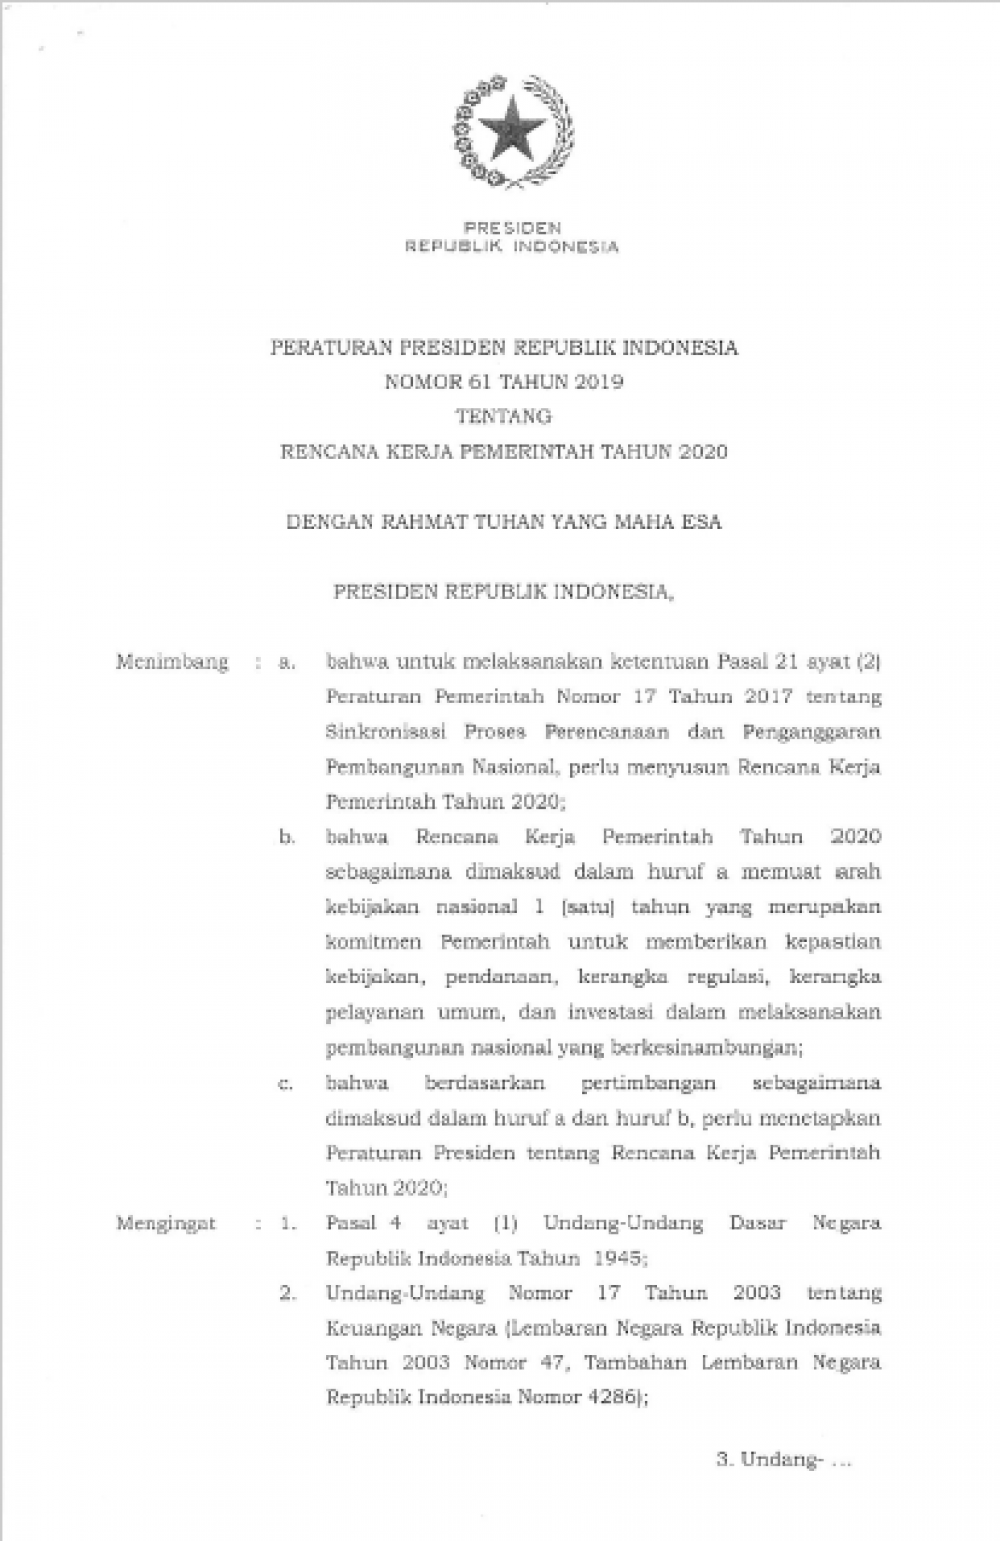 PRESIDEN
REPUBLIK INDONESIA
PERATURAN PRESIDEN REPUBLIK INDONESIA
NOMOR 61 TAHUN 2019
TENTANG
RENCANA KERJA PEMERINTAH TAHUN 2020
DENGAN RAHMAT TUHAN YANG MAHA ESA
PRESIDEN REPUBLIK INDONESIA,
Menimbang : a. bahwa untuk melaksanakan ketentuan Pasal 21 ayat (2)
Peraturan Pemerintah Nomor 17 Tahun 2017 tentang
Sinkronisasi Proses Perencanaan dan Penganggaran
Pembangunan Nasional, perlu menyusun Rencana Kerja
Pemerintah Tahun 2020;
b. bahwa Rencana Kerja Pemerintah Tahun 2020
sebagaimana dimaksud dalam huruf a memuat arah
kebijakan nasional 1 (satu) tahun yang merupakan
komitmen Pemerintah untuk memberikan kepastian
kebijakan, pendanaan, kerangka regulasi, kerangka
pelayanan umum, dan investasi dalam melaksanakan
pembangunan nasional yang berkesinambungan;
c. bahwa berdasarkan pertimbangan sebagaimana
dimaksud dalam huruf a dan huruf b, perlu menetapkan
Peraturan Presiden tentang Rencana Kerja Pemerintah
Tahun 2020;
Mengingat : 1. Pasal 4 ayat (1) Undang-Undang Dasar Negara
Republik Indonesia Tahun 1945;
2. Undang-Undang Nomor 17 Tahun 2003 tentang
Keuangan Negara (Lembaran Negara Republik Indonesia
Tahun 2003 Nomor 47, Tambahan Lembaran Negara
Republik Indonesia Nomor 4286);
3. Undang- ...